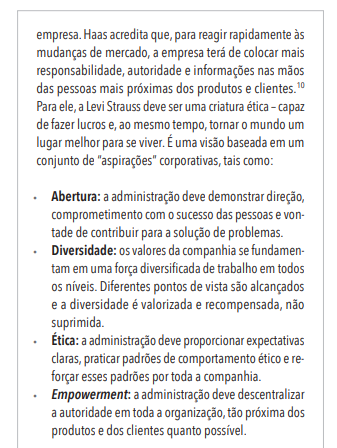 empresa. Haas acredita que, para reagir rapidamente às
mudanças de mercado, a empresa terá de colocar mais
responsabilidade, autoridade e informações nas mãos
das pessoas mais próximas dos produtos e clientes.10
Para ele, a Levi Strauss deve ser uma criatura ética – capaz
de fazer lucros e, ao mesmo tempo, tornar o mundo um
lugar melhor para se viver. É uma visão baseada em um
conjunto de “aspirações” corporativas, tais como:
• Abertura: a administração deve demonstrar direção,
comprometimento com o sucesso das pessoas e von-
tade de contribuir para a solução de problemas.
• Diversidade: os valores da companhia se fundamen-
tam em uma força diversificada de trabalho em todos
os níveis. Diferentes pontos de vista são alcançados
e a diversidade é valorizada e recompensada, não
suprimida.
• Ética: a administração deve proporcionar expectativas
claras, praticar padrões de comportamento ético e re-
forçar esses padrões por toda a companhia.
• Empowerment: a administração deve descentralizar
a autoridade em toda a organização, tão próxima dos
produtos e dos clientes quanto possível.